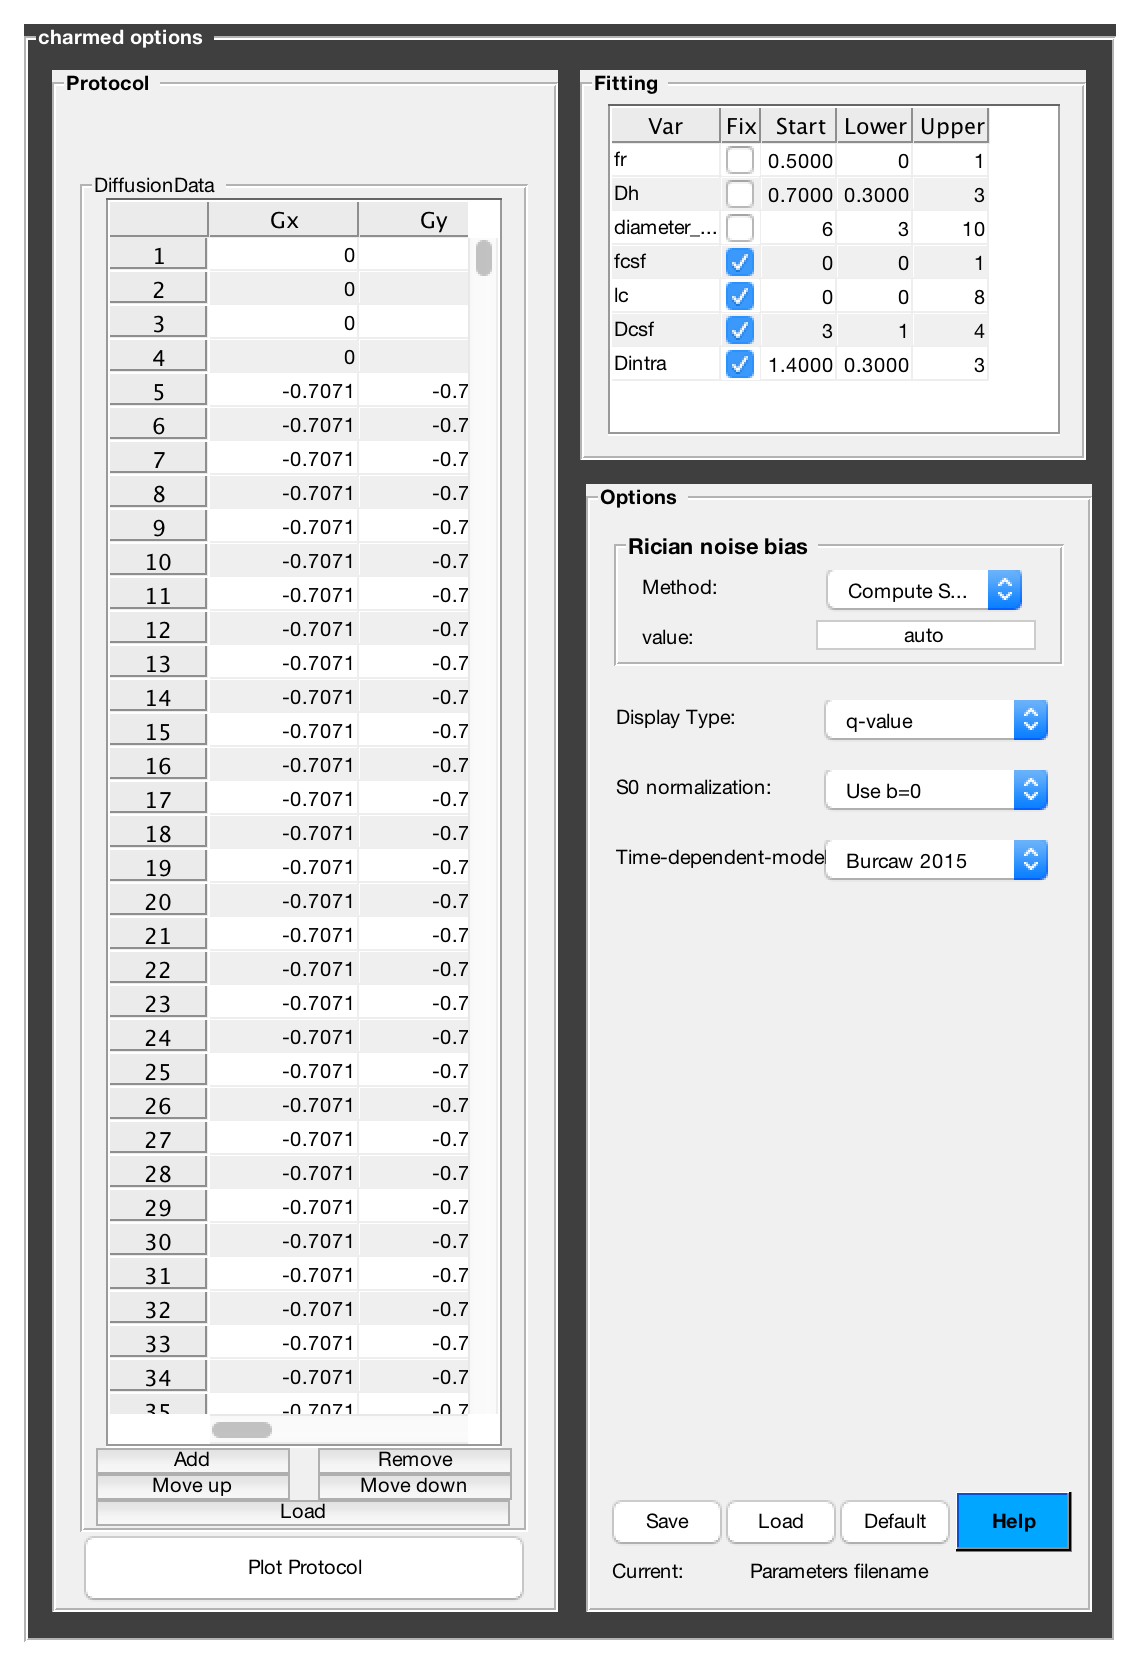 charmed options
Protocol
DiffusionData
Gx Gy
1 0
2 0
3 0
4 0
5 -0.7071 -0.7
6 -0.7071 -0.7
7 -0.7071 -0.7
8 -0.7071 -0.7
9 -0.7071 -0.7
10 -0.7071 -0.7
11 -0.7071 -0.7
12 -0.7071 -0.7
13 -0.7071 -0.7
14 -0.7071 -0.7
15 -0.7071 -0.7
16 -0.7071 -0.7
17 -0.7071 -0.7
18 -0.7071 -0.7
19 -0.7071 -0.7
20 -0.7071 -0.7
21 -0.7071 -0.7
22 -0.7071 -0.7
23 -0.7071 -0.7
24 -0.7071 -0.7
25 -0.7071 -0.7
26 -0.7071 -0.7
27 -0.7071 -0.7
28 -0.7071 -0.7
29 -0.7071 -0.7
30 -0.7071 -0.7
31 -0.7071 -0.7
32 -0.7071 -0.7
33 -0.7071 -0.7
34 -0.7071 -0.7
35 -0.7071 -0.7
Add Remove
Move up Move down
Load
Plot Protocol
Fitting
Var Fix Start Lower Upper
fr 0.5000 0 1
Dh 0.7000 0.3000 3
diameter_... 6 3 10
fcsf 0 0 1
lc 0 0 8
Dcsf 3 1 4
Dintra 1.4000 0.3000 3
Options
Rician noise bias
Method: Compute S...
value: auto
Display Type: q-value
S0 normalization: Use b=0
Time-dependent-mode Burcaw 2015
Save Load Default Help
Current: Parameters filename